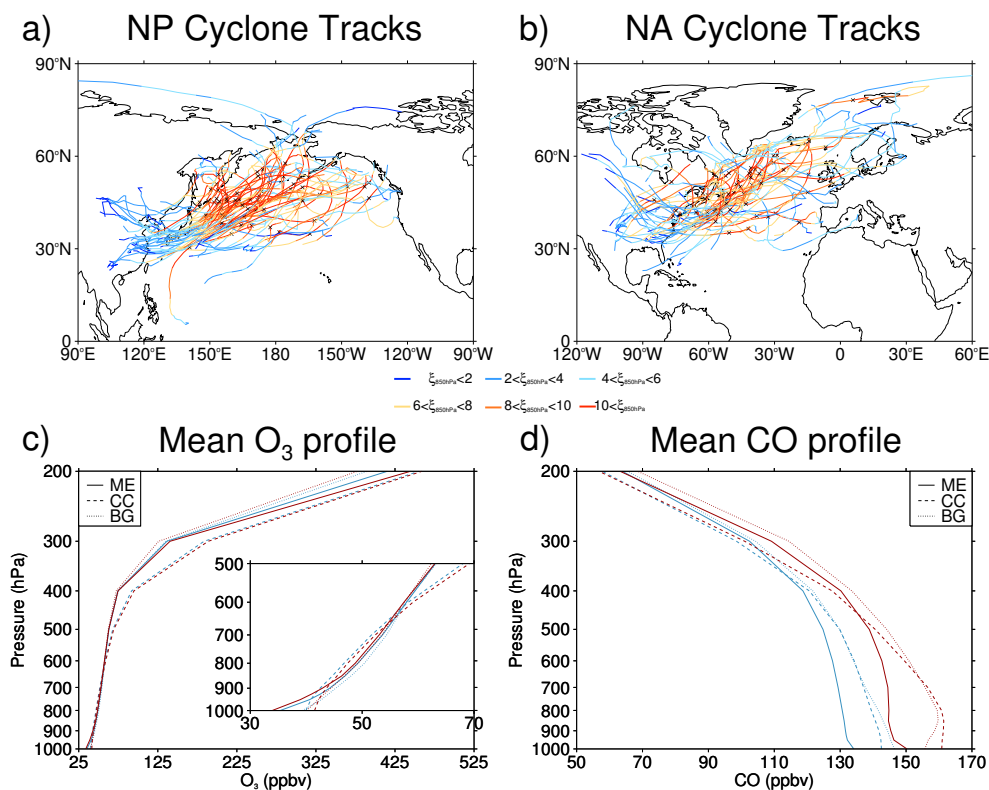 a) NP Cyclone Tracks
b) NA Cyclone Tracks
90°N
60°N
30°N
0
90°E 120°E 150°E 180°E 150°W 120°W 90°W
90°N
60°N
30°N
0
120°W 90°W 60°W 30°W 0 30°E 60°E
ξ850hPa<2 2<ξ850hPa<4 4<ξ850hPa<6
6<ξ850hPa<8 8<ξ850hPa<10 10<ξ850hPa
c) Mean O₃ profile
d) Mean CO profile
Pressure (hPa)
200
300
400
500
600
700
800
900
1000
ME
CC
BG
500
600
700
800
900
1000
30 50 70
25 125 225 325 425 525
O₃ (ppbv)
Pressure (hPa)
200
300
400
500
600
700
800
900
1000
ME
CC
BG
50 70 90 110 130 150 170
CO (ppbv)